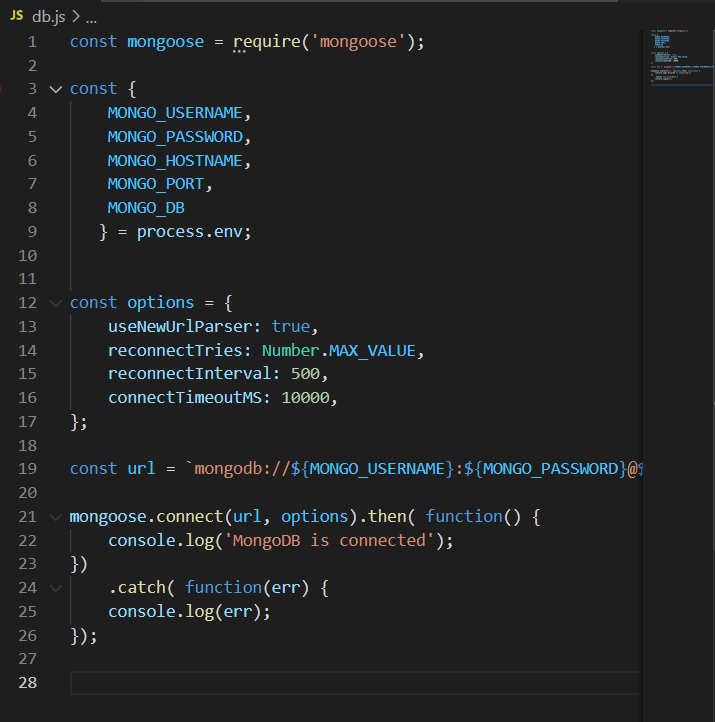 JS db.js > ...
1 const mongoose = require('mongoose');
2
3 const {
4 MONGO_USERNAME,
5 MONGO_PASSWORD,
6 MONGO_HOSTNAME,
7 MONGO_PORT,
8 MONGO_DB
9 } = process.env;
10
11
12 const options = {
13 useNewUrlParser: true,
14 reconnectTries: Number.MAX_VALUE,
15 reconnectInterval: 500,
16 connectTimeoutMS: 10000,
17 };
18
19 const url = `mongodb://${MONGO_USERNAME}:${MONGO_PASSWORD}@$
20
21 mongoose.connect(url, options).then( function() {
22 console.log('MongoDB is connected');
23 })
24 .catch( function(err) {
25 console.log(err);
26 });
27
28